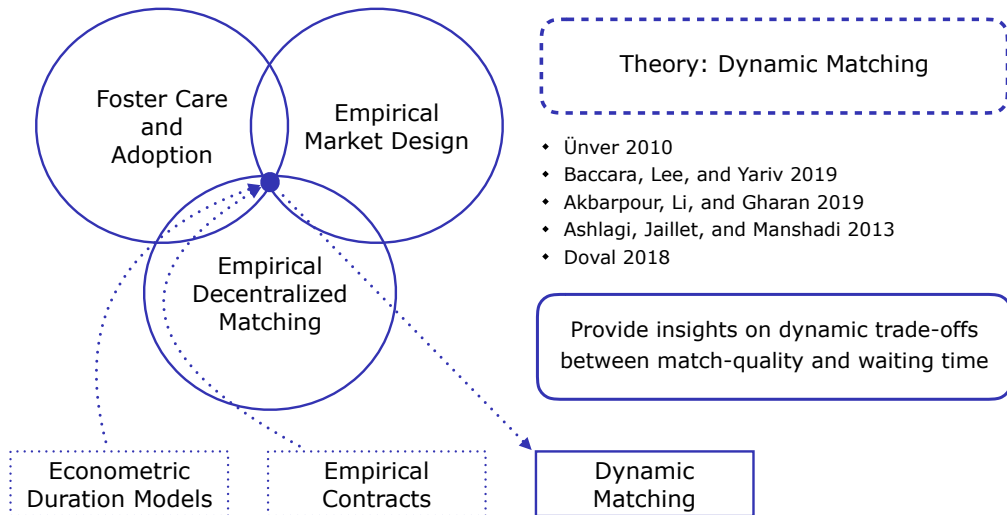 Foster Care
and
Adoption
Empirical
Market Design
Empirical
Decentralized
Matching
Econometric
Duration Models
Empirical
Contracts
Dynamic
Matching
Theory: Dynamic Matching
Ünver 2010
Baccara, Lee, and Yariv 2019
Akbarpour, Li, and Gharan 2019
Ashlagi, Jaillet, and Manshadi 2013
Doval 2018
Provide insights on dynamic trade-offs
between match-quality and waiting time